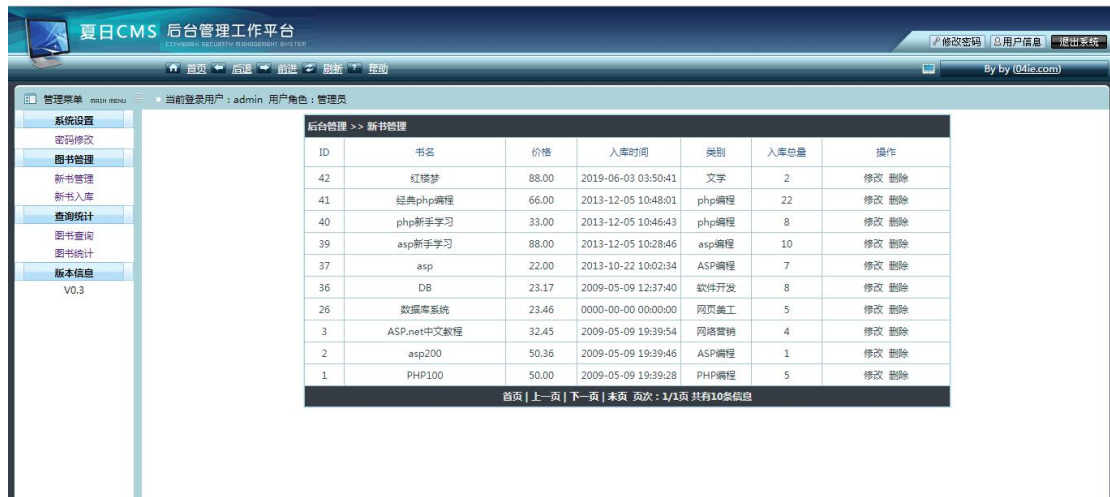 夏日CMS 后台管理工作平台
修改密码 用户信息 退出系统
首页 后退 前进 刷新 帮助
By by (04ie.com)
管理菜单 MAIN MENU
当前登录用户：admin 用户角色：管理员
系统设置
密码修改
图书管理
新书管理
新书入库
查询统计
图书查询
图书统计
版本信息
V0.3
后台管理 >> 新书管理
ID 书名 价格 入库时间 类别 入库总量 操作
42 红楼梦 88.00 2019-06-03 03:50:41 文学 2 修改 删除
41 经典php编程 66.00 2013-12-05 10:48:01 php编程 22 修改 删除
40 php新手学习 33.00 2013-12-05 10:46:43 php编程 8 修改 删除
39 asp新手学习 88.00 2013-12-05 10:28:46 asp编程 10 修改 删除
37 asp 22.00 2013-10-22 10:02:34 ASP编程 7 修改 删除
36 DB 23.17 2009-05-09 12:37:40 软件开发 8 修改 删除
26 数据库系统 23.46 0000-00-00 00:00:00 网页美工 5 修改 删除
3 ASP.net中文教程 32.45 2009-05-09 19:39:54 网络营销 4 修改 删除
2 asp200 50.36 2009-05-09 19:39:46 ASP编程 1 修改 删除
1 PHP100 50.00 2009-05-09 19:39:28 PHP编程 5 修改 删除
首页 | 上一页 | 下一页 | 末页 页次：1/1页 共有10条信息